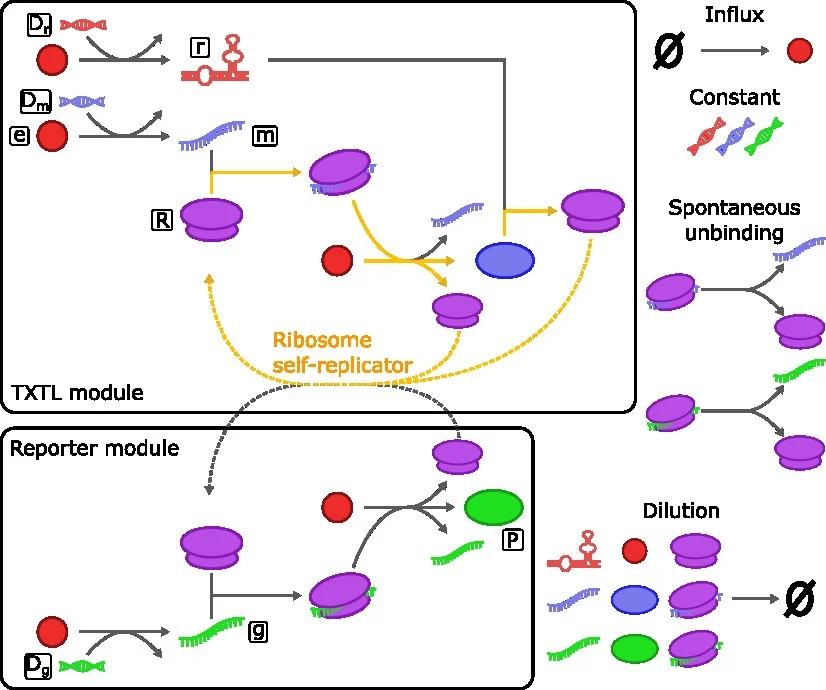 D_r
r
D_m
e
m
R
Ribosome
self-replicator
TXTL module
Reporter module
P
g
D_g
Influx
Ø
Constant
Spontaneous
unbinding
Dilution
Ø